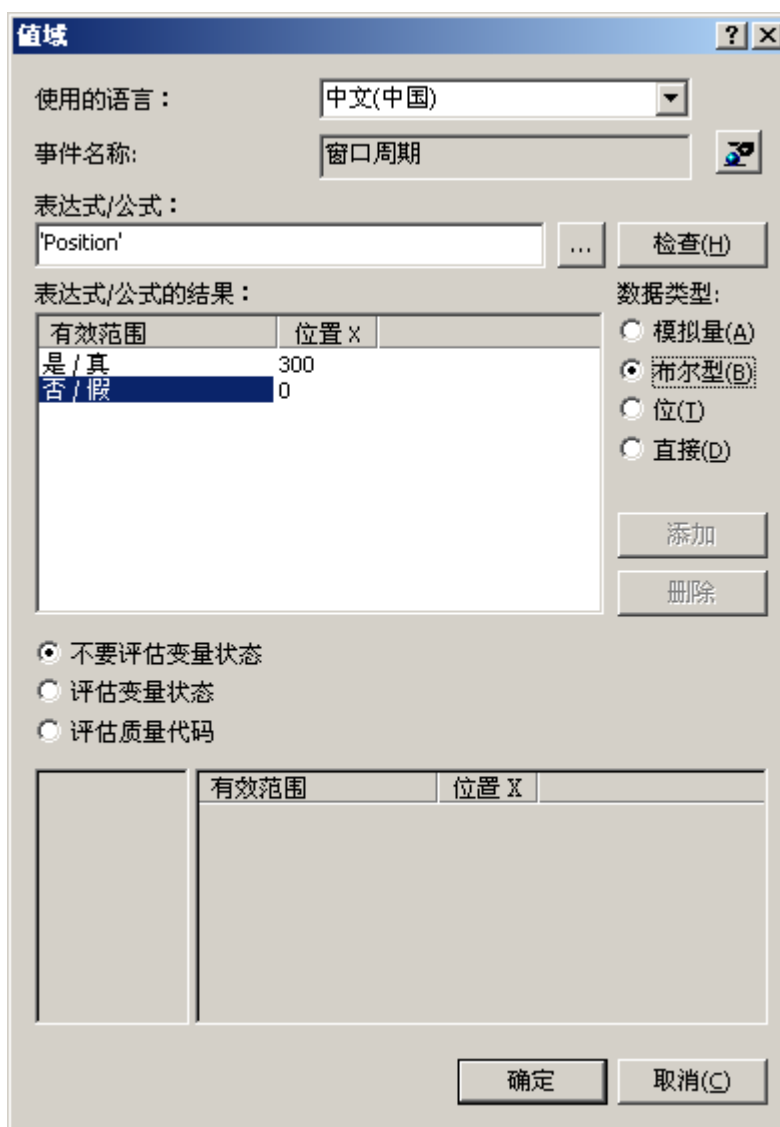 值域
使用的语言： 中文(中国)
事件名称: 窗口周期
表达式/公式：
'Position' ... 检查(H)
表达式/公式的结果： 数据类型:
有效范围 位置 X
是 / 真 300
否 / 假 0
模拟量(A)
布尔型(B)
位(T)
直接(D)
添加
删除
不要评估变量状态
评估变量状态
评估质量代码
有效范围 位置 X
确定 取消(C)